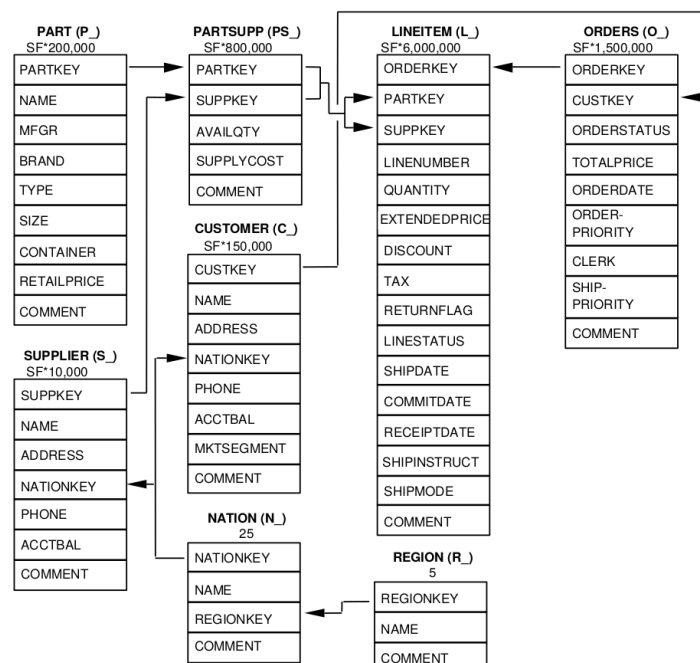 PART (P_)
SF*200,000
PARTKEY
NAME
MFGR
BRAND
TYPE
SIZE
CONTAINER
RETAILPRICE
COMMENT
SUPPLIER (S_)
SF*10,000
SUPPKEY
NAME
ADDRESS
NATIONKEY
PHONE
ACCTBAL
COMMENT
PARTSUPP (PS_)
SF*800,000
PARTKEY
SUPPKEY
AVAILQTY
SUPPLYCOST
COMMENT
CUSTOMER (C_)
SF*150,000
CUSTKEY
NAME
ADDRESS
NATIONKEY
PHONE
ACCTBAL
MKTSEGMENT
COMMENT
NATION (N_)
25
NATIONKEY
NAME
REGIONKEY
COMMENT
LINEITEM (L_)
SF*6,000,000
ORDERKEY
PARTKEY
SUPPKEY
LINENUMBER
QUANTITY
EXTENDEDPRICE
DISCOUNT
TAX
RETURNFLAG
LINESTATUS
SHIPDATE
COMMITDATE
RECEIPTDATE
SHIPINSTRUCT
SHIPMODE
COMMENT
REGION (R_)
5
REGIONKEY
NAME
COMMENT
ORDERS (O_)
SF*1,500,000
ORDERKEY
CUSTKEY
ORDERSTATUS
TOTALPRICE
ORDERDATE
ORDER-
PRIORITY
CLERK
SHIP-
PRIORITY
COMMENT